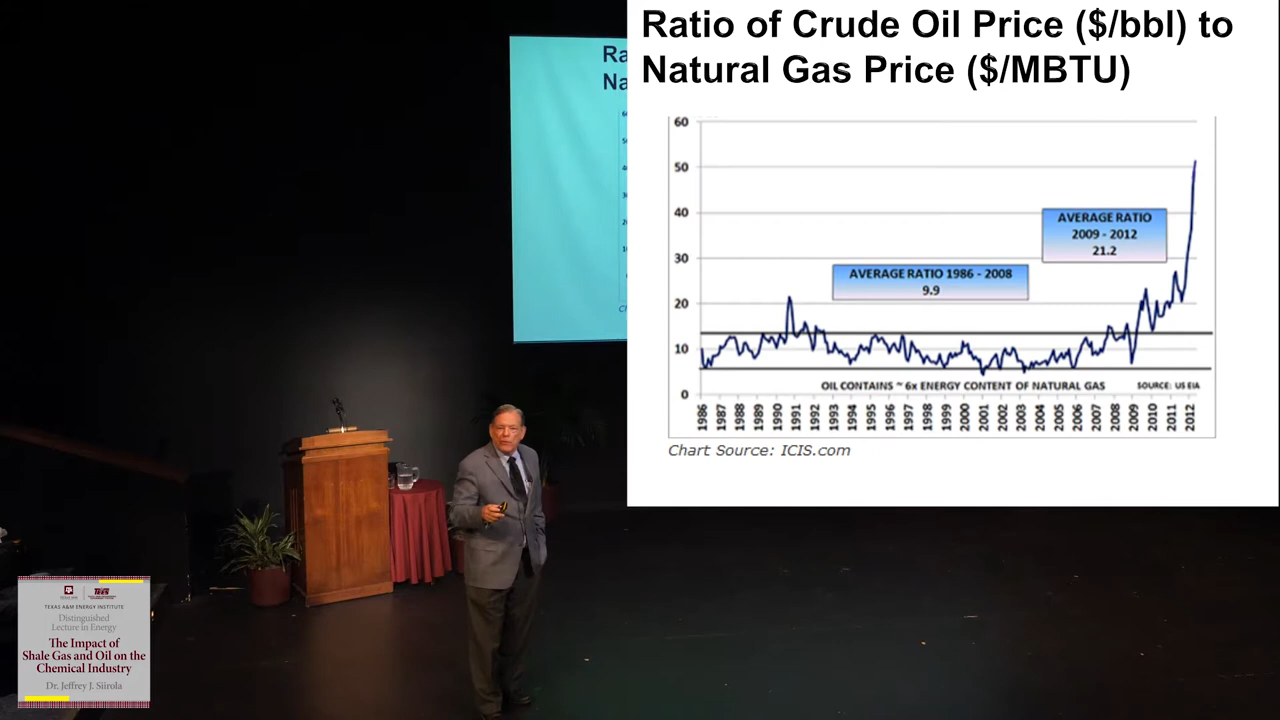 Ratio of Crude Oil Price ($/bbl) to
Natural Gas Price ($/MBTU)
Ra
Na
60
50
40
30
20
10
0
AVERAGE RATIO
2009 - 2012
21.2
AVERAGE RATIO 1986 - 2008
9.9
OIL CONTAINS ~ 6x ENERGY CONTENT OF NATURAL GAS
SOURCE: US EIA
1986 1987 1988 1989 1990 1991 1992 1993 1994 1995 1996 1997 1998 1999 2000 2001 2002 2003 2004 2005 2006 2007 2008 2009 2010 2011 2012
Chart Source: ICIS.com
TEXAS A&M ENERGY INSTITUTE
Distinguished
Lecture in Energy
The Impact of
Shale Gas and Oil on the
Chemical Industry
Dr. Jeffrey J. Siirola